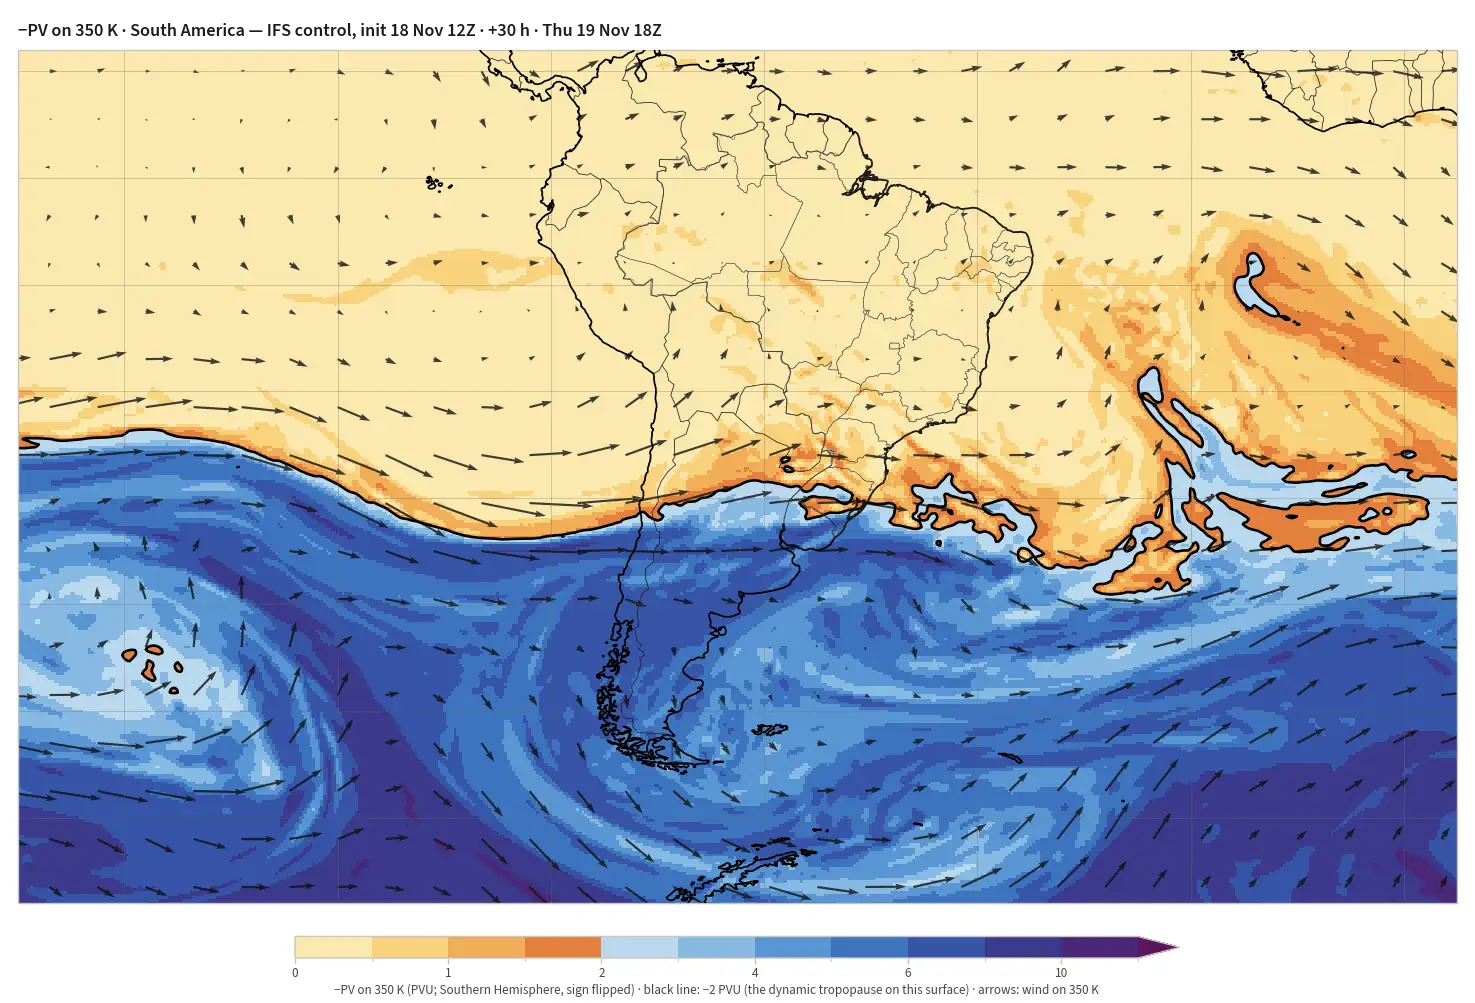 −PV on 350 K · South America — IFS control, init 18 Nov 12Z · +30 h · Thu 19 Nov 18Z
0 1 2 4 6 10
−PV on 350 K (PVU; Southern Hemisphere, sign flipped) · black line: −2 PVU (the dynamic tropopause on this surface) · arrows: wind on 350 K